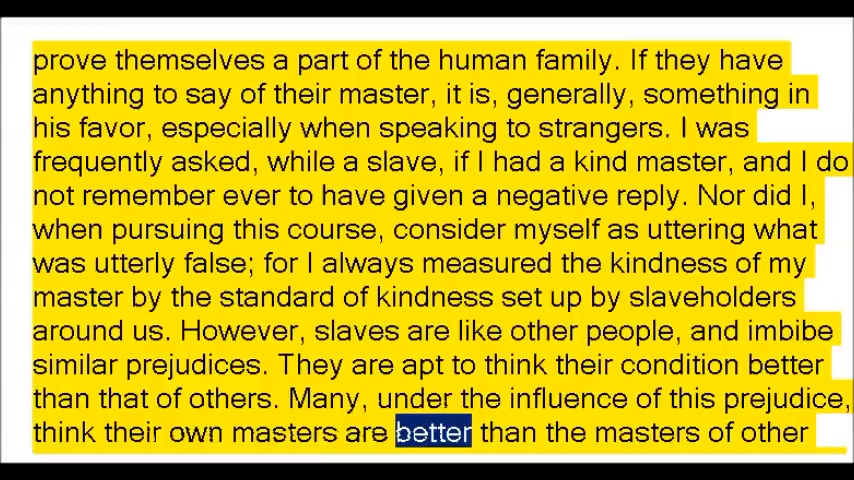 prove themselves a part of the human family. If they have
anything to say of their master, it is, generally, something in
his favor, especially when speaking to strangers. I was
frequently asked, while a slave, if I had a kind master, and I do
not remember ever to have given a negative reply. Nor did I,
when pursuing this course, consider myself as uttering what
was utterly false; for I always measured the kindness of my
master by the standard of kindness set up by slaveholders
around us. However, slaves are like other people, and imbibe
similar prejudices. They are apt to think their condition better
than that of others. Many, under the influence of this prejudice,
think their own masters are better than the masters of other